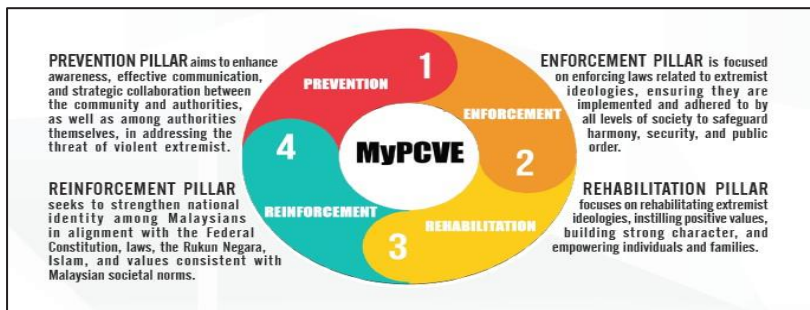 PREVENTION PILLAR aims to enhance
awareness, effective communication,
and strategic collaboration between
the community and authorities,
as well as among authorities
themselves, in addressing the
threat of violent extremist.
REINFORCEMENT PILLAR
seeks to strengthen national
identity among Malaysians
in alignment with the Federal
Constitution, laws, the Rukun Negara,
Islam, and values consistent with
Malaysian societal norms.
1
PREVENTION
ENFORCEMENT
2
MyPCVE
4
REINFORCEMENT
REHABILITATION
3
ENFORCEMENT PILLAR is focused
on enforcing laws related to extremist
ideologies, ensuring they are
implemented and adhered to by
all levels of society to safeguard
harmony, security, and public
order.
REHABILITATION PILLAR
focuses on rehabilitating extremist
ideologies, instilling positive values,
building strong character, and
empowering individuals and families.